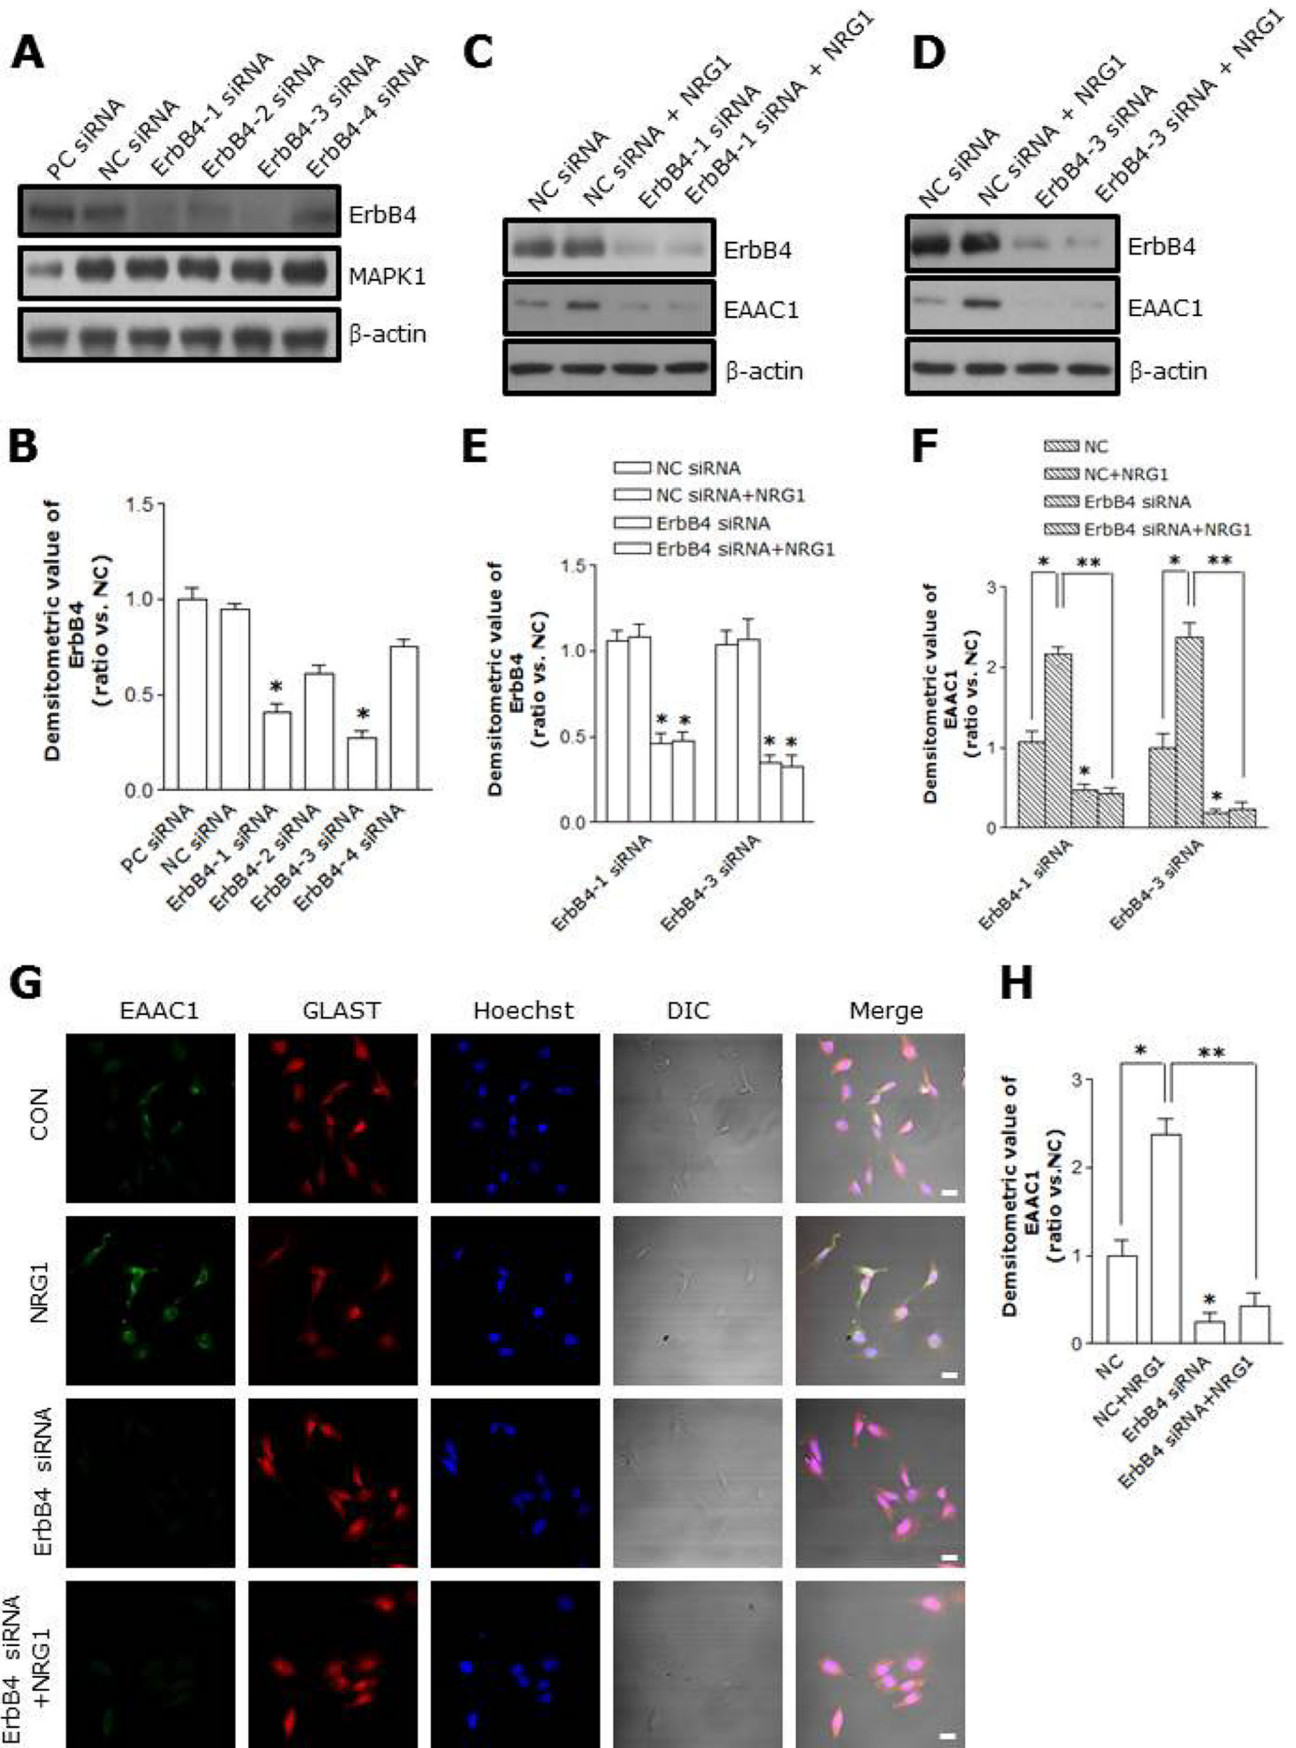 A
PC siRNA
NC siRNA
ErbB4-1 siRNA
ErbB4-2 siRNA
ErbB4-3 siRNA
ErbB4-4 siRNA
ErbB4
MAPK1
β-actin
C
NC siRNA
NC siRNA + NRG1
ErbB4-1 siRNA
ErbB4-1 siRNA + NRG1
ErbB4
EAAC1
β-actin
D
NC siRNA
NC siRNA + NRG1
ErbB4-3 siRNA
ErbB4-3 siRNA + NRG1
ErbB4
EAAC1
β-actin
B
Demsitometric value of
ErbB4
(ratio vs. NC)
1.5
1.0
0.5
0.0
*
*
PC siRNA
NC siRNA
ErbB4-1 siRNA
ErbB4-2 siRNA
ErbB4-3 siRNA
ErbB4-4 siRNA
E
NC siRNA
NC siRNA+NRG1
ErbB4 siRNA
ErbB4 siRNA+NRG1
Demsitometric value of
ErbB4
(ratio vs. NC)
1.5
1.0
0.5
0.0
* *
* *
ErbB4-1 siRNA
ErbB4-3 siRNA
F
NC
NC+NRG1
ErbB4 siRNA
ErbB4 siRNA+NRG1
Demsitometric value of
EAAC1
(ratio vs. NC)
3
2
1
0
* **
* **
*
*
ErbB4-1 siRNA
ErbB4-3 siRNA
G
EAAC1 GLAST Hoechst DIC Merge
CON
NRG1
ErbB4 siRNA
ErbB4 siRNA
+NRG1
H
Demsitometric value of
EAAC1
(ratio vs.NC)
3
2
1
0
* **
*
NC
NC+NRG1
ErbB4 siRNA
ErbB4 siRNA+NRG1